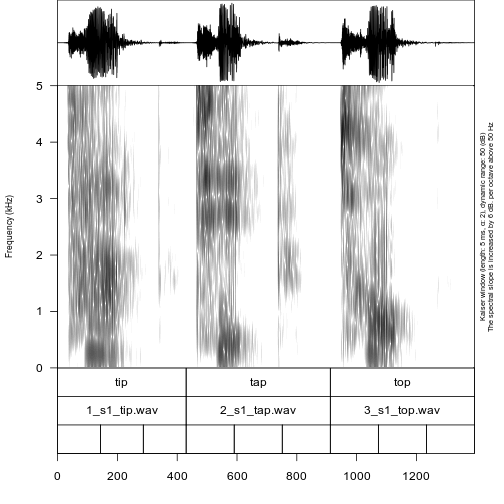 5
4
3
2
1
0
Frequency (kHz)
Kaiser window (length: 5 ms, α: 2), dynamic range: 50 (dB)
The spectral slope is increased by 6 dB. per octave above 50 Hz
tip tap top
1_s1_tip.wav 2_s1_tap.wav 3_s1_top.wav
0 200 400 600 800 1000 1200